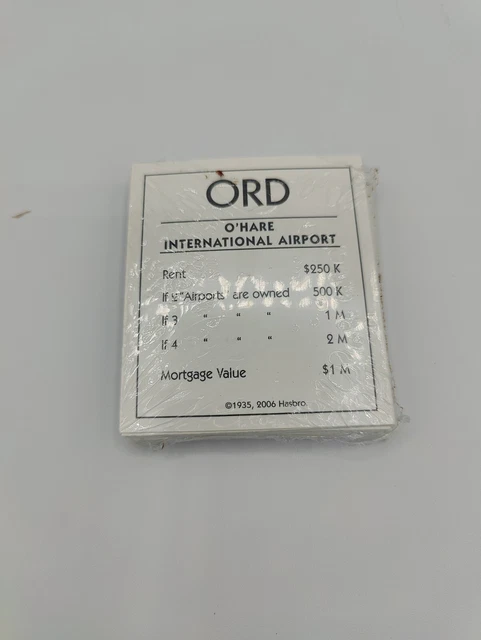 ORD
O'HARE
INTERNATIONAL AIRPORT
Rent $250 K
If 2 "Airports" are owned 500 K
If 3 " " " 1 M
If 4 " " " 2 M
Mortgage Value $1 M
©1935, 2006 Hasbro.